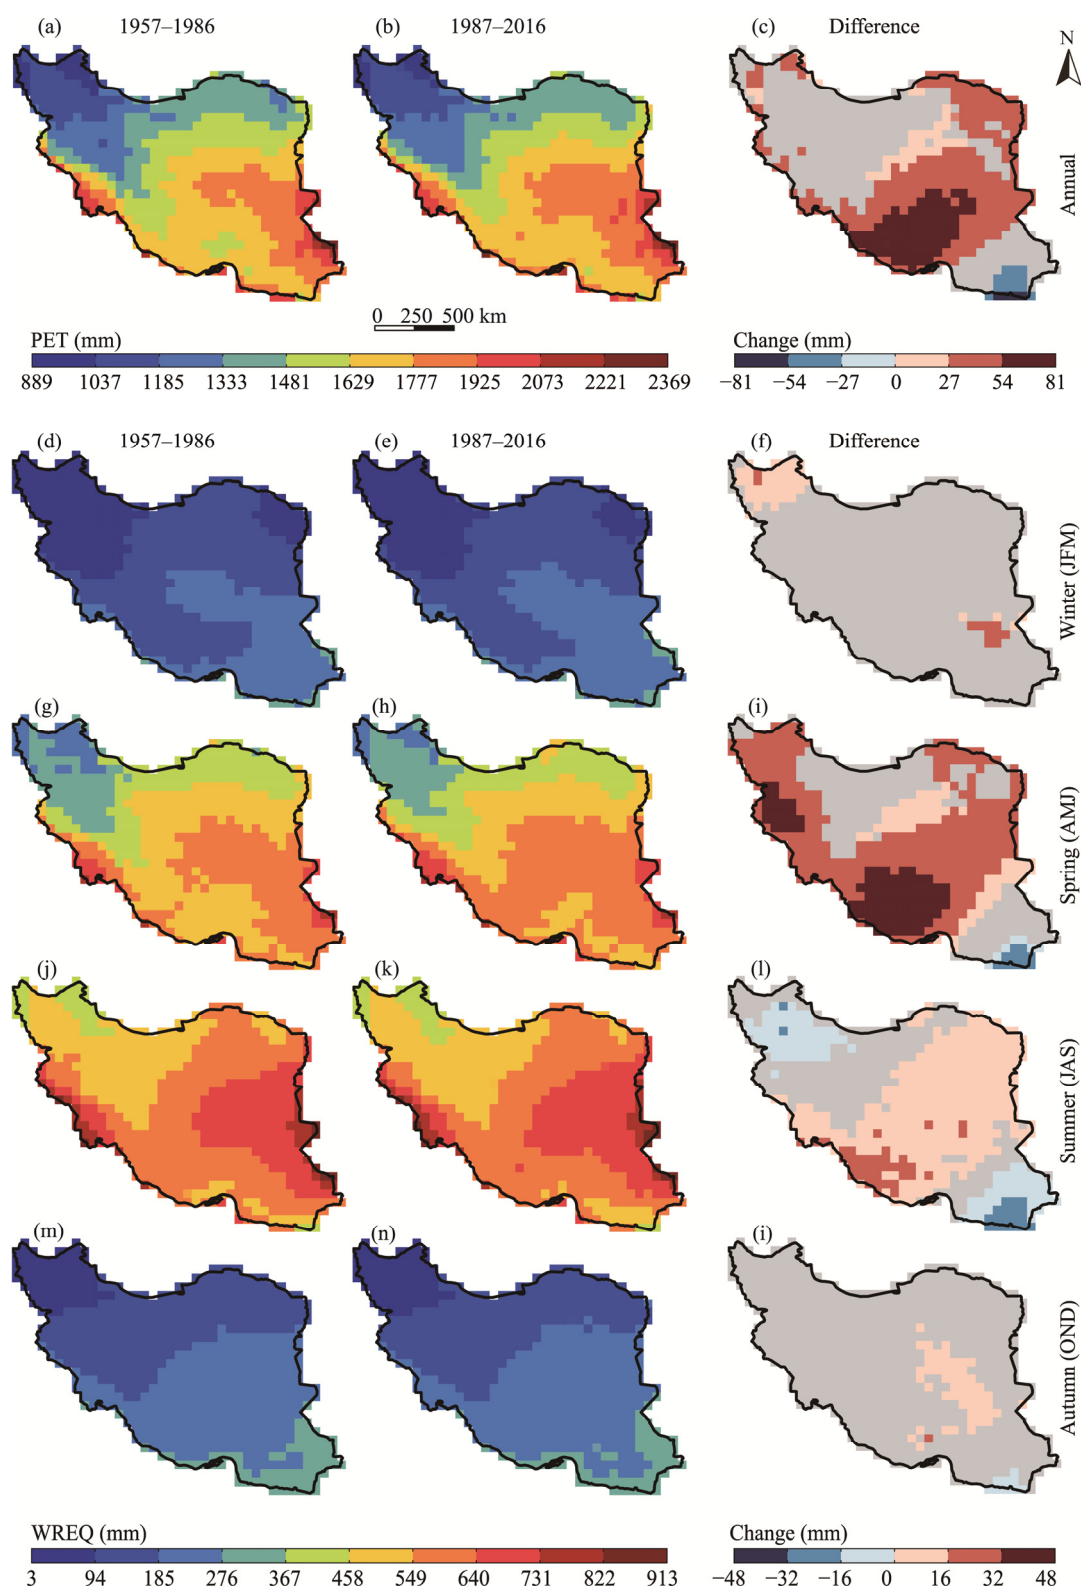 (a) 1957–1986 (b) 1987–2016 (c) Difference
N
Annual
0 250 500 km
PET (mm) Change (mm)
889 1037 1185 1333 1481 1629 1777 1925 2073 2221 2369 −81 −54 −27 0 27 54 81
(d) 1957–1986 (e) 1987–2016 (f) Difference
Winter (JFM)
(g) (h) (i)
Spring (AMJ)
(j) (k) (l)
Summer (JAS)
(m) (n) (i)
Autumn (OND)
WREQ (mm) Change (mm)
3 94 185 276 367 458 549 640 731 822 913 −48 −32 −16 0 16 32 48